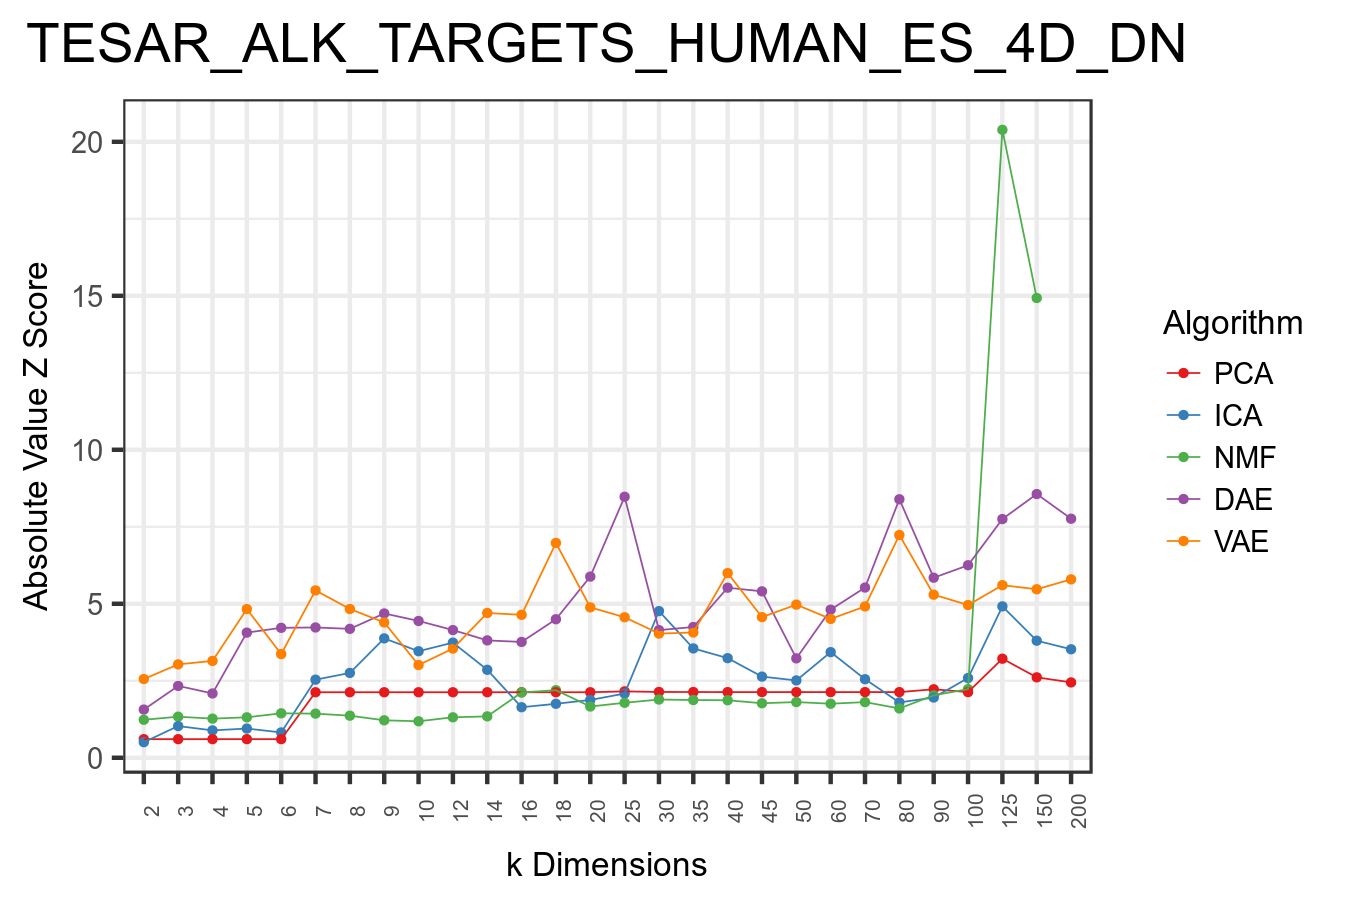 TESAR_ALK_TARGETS_HUMAN_ES_4D_DN
Absolute Value Z Score
20
15
10
5
0
2 3 4 5 6 7 8 9 10 12 14 16 18 20 25 30 35 40 45 50 60 70 80 90 100 125 150 200
k Dimensions
Algorithm
PCA
ICA
NMF
DAE
VAE